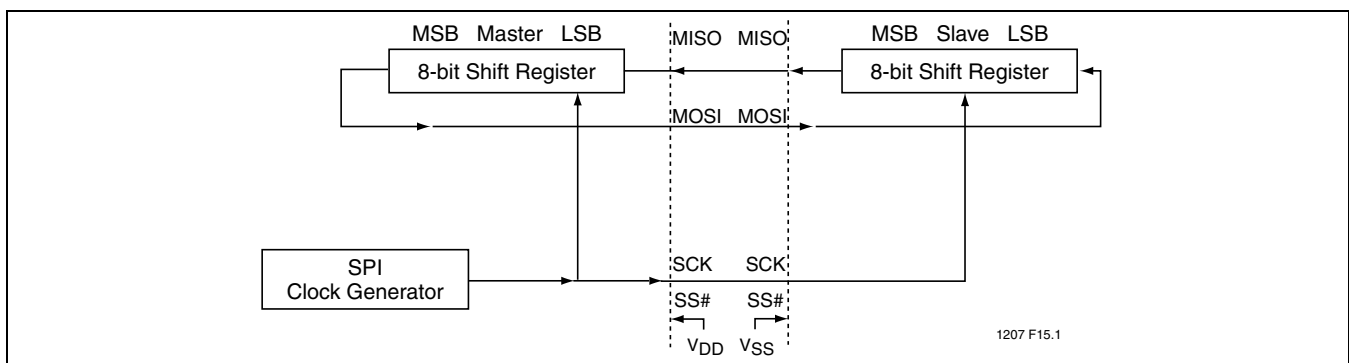 MSB Master LSB
MISO MISO
MSB Slave LSB
8-bit Shift Register
8-bit Shift Register
MOSI MOSI
SPI
Clock Generator
SCK SCK
SS# SS#
VDD VSS
1207 F15.1